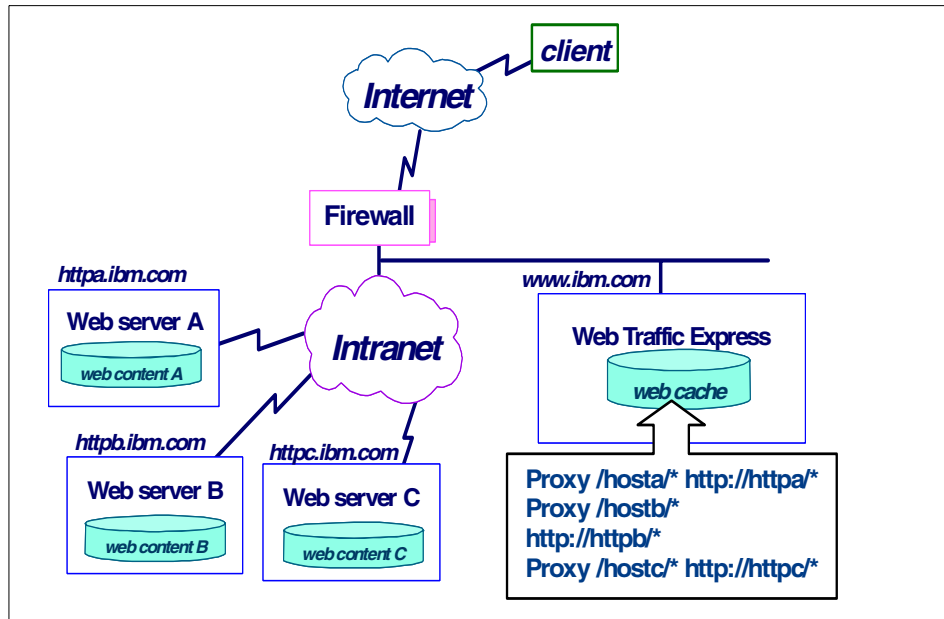 client
Internet
Firewall
httpa.ibm.com
www.ibm.com
Web server A
web content A
Intranet
Web Traffic Express
web cache
httpb.ibm.com
httpc.ibm.com
Web server B
web content B
Web server C
web content C
Proxy /hosta/* http://httpa/*
Proxy /hostb/*
http://httpb/*
Proxy /hostc/* http://httpc/*